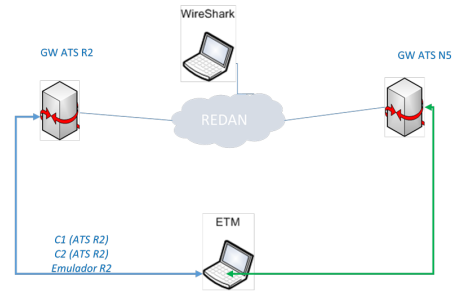 WireShark
GW ATS R2
GW ATS N5
REDAN
ETM
C1 (ATS R2)
C2 (ATS R2)
Emulador R2